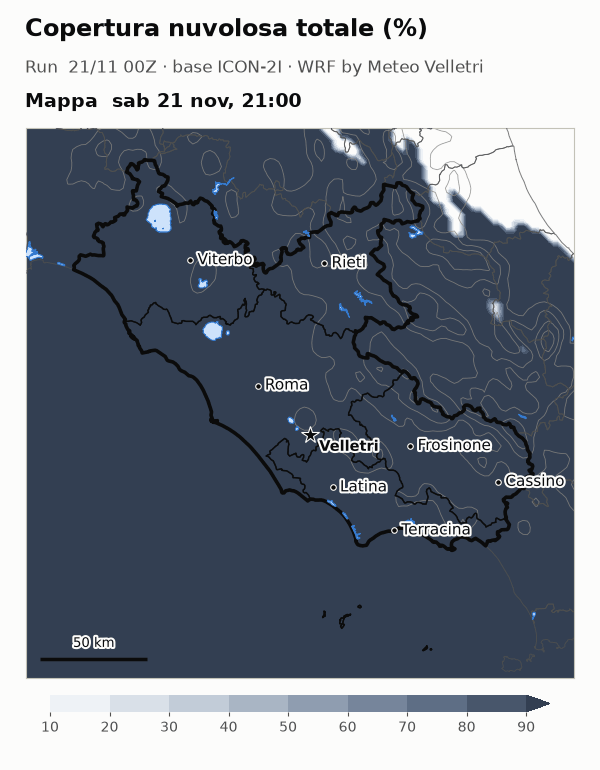 Copertura nuvolosa totale (%)
Run  21/11 00Z · base ICON-2I · WRF by Meteo Velletri
Mappa  sab 21 nov, 21:00
Viterbo
Rieti
Roma
Velletri
Frosinone
Latina
Cassino
Terracina
50 km
10 20 30 40 50 60 70 80 90